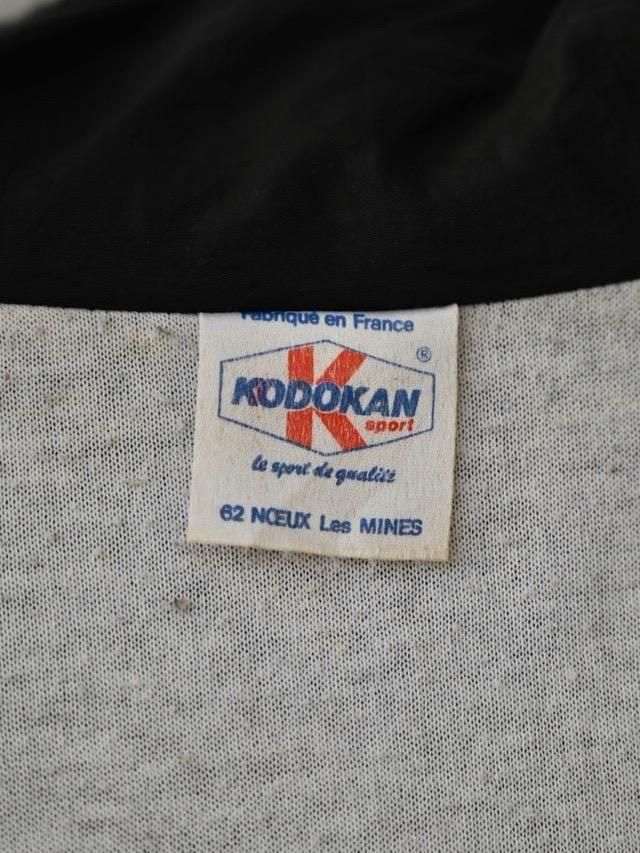 Fabriqué en France
®
K
KODOKAN
sport
le sport de qualité
62 NŒUX Les MINES